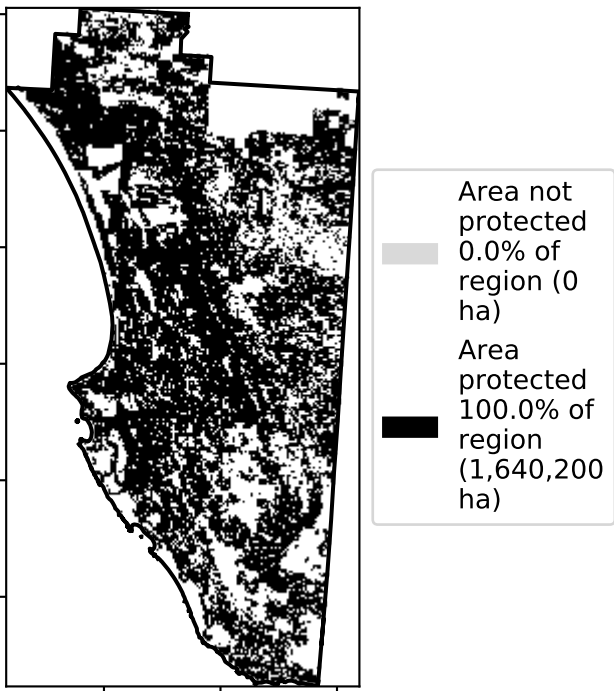 Area not
protected
0.0% of
region (0
ha)
Area
protected
100.0% of
region
(1,640,200
ha)